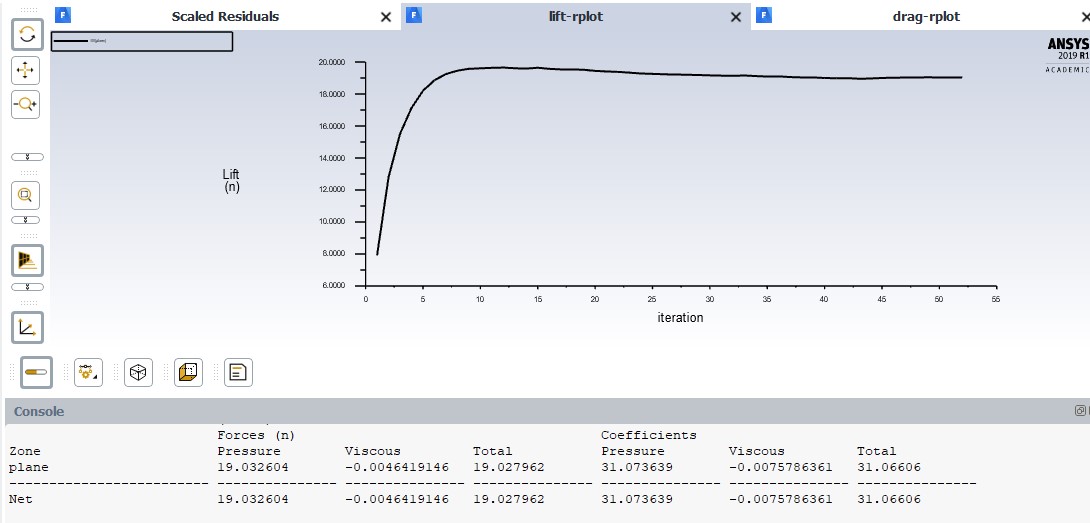 Scaled Residuals
lift-rplot
drag-rplot
ANSYS
2019 R1
ACADEMIC
20.0000
18.0000
16.0000
14.0000
12.0000
10.0000
8.0000
6.0000
Lift
(n)
0 5 10 15 20 25 30 35 40 45 50 55
iteration
Console
Forces (n) Coefficients
Zone Pressure Viscous Total Pressure Viscous Total
plane 19.032604 -0.0046419146 19.027962 31.073639 -0.0075786361 31.06606
Net 19.032604 -0.0046419146 19.027962 31.073639 -0.0075786361 31.06606